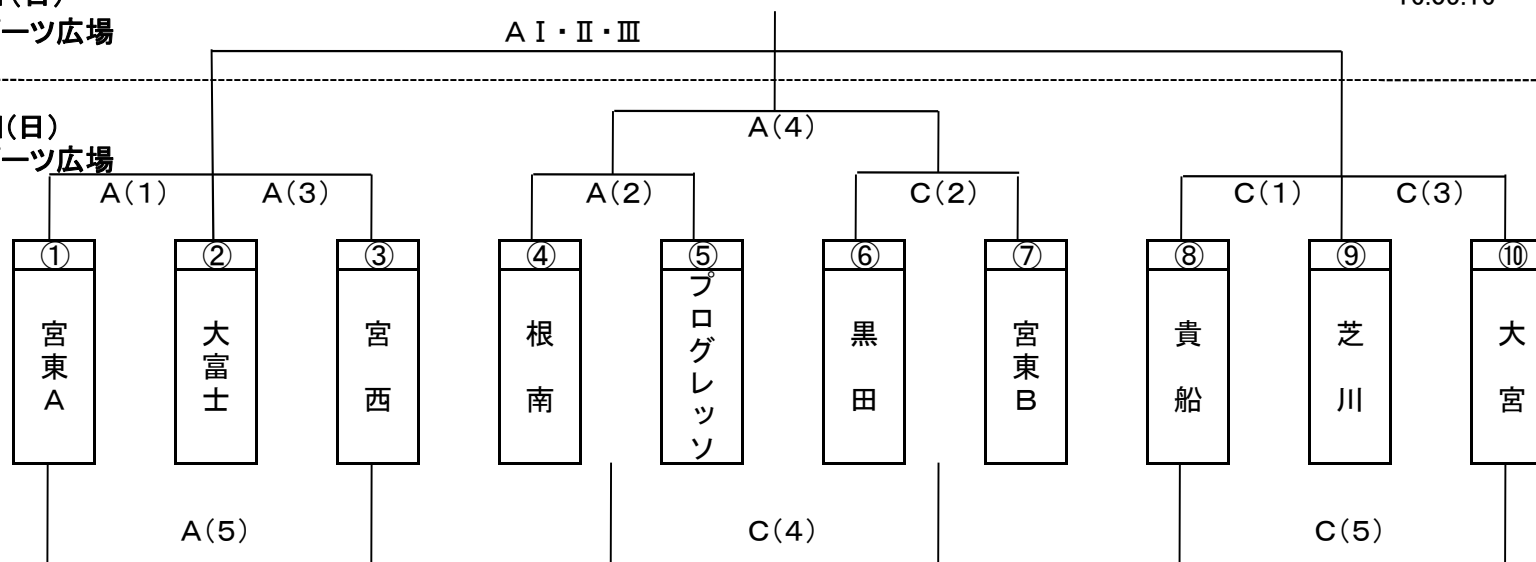 (日)
ーツ広場
AⅠ・Ⅱ・Ⅲ
(日)
ーツ広場
A(4)
A(1) A(3) A(2) C(2) C(1) C(3)
① ② ③ ④ ⑤ ⑥ ⑦ ⑧ ⑨ ⑩
宮東A
大富士
宮西
根南
プログレッソ
黒田
宮東B
貴船
芝川
大宮
A(5) C(4) C(5)